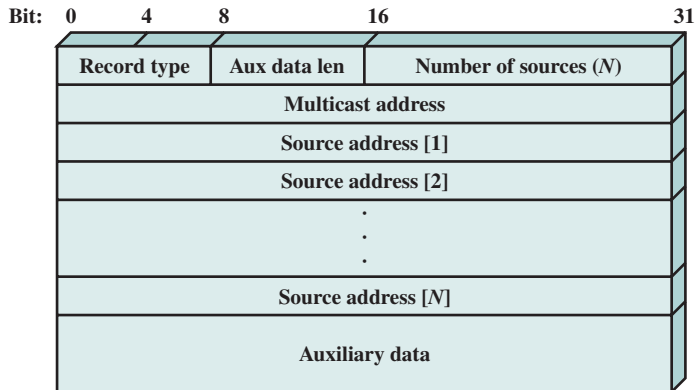 Bit: 0 4 8 16 31
Record type Aux data len Number of sources (N)
Multicast address
Source address [1]
Source address [2]
.
.
.
Source address [N]
Auxiliary data